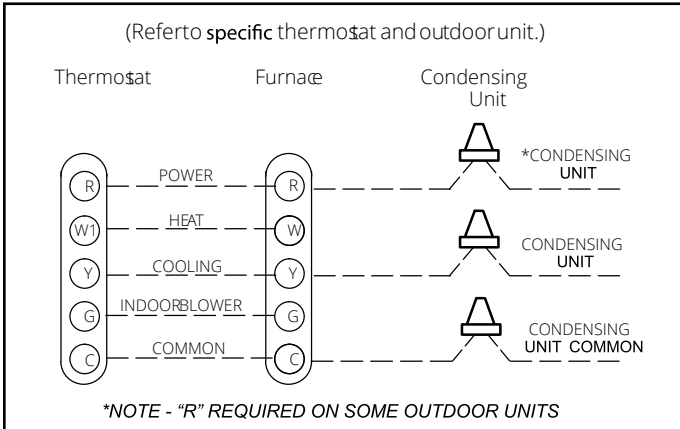 (Refer to specific thermostat and outdoor unit.)
Thermostat Furnace Condensing
Unit
*CONDENSING
UNIT
POWER
R R
HEAT
W1 W
CONDENSING
UNIT
COOLING
Y Y
INDOOR BLOWER
G G
CONDENSING
UNIT COMMON
COMMON
C C
*NOTE - “R” REQUIRED ON SOME OUTDOOR UNITS